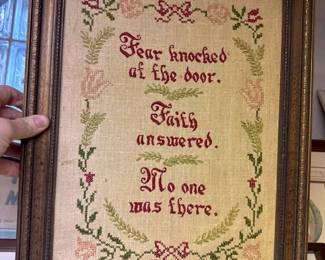 Fear knocked
at the door.
Faith
answered.
No one
was there.